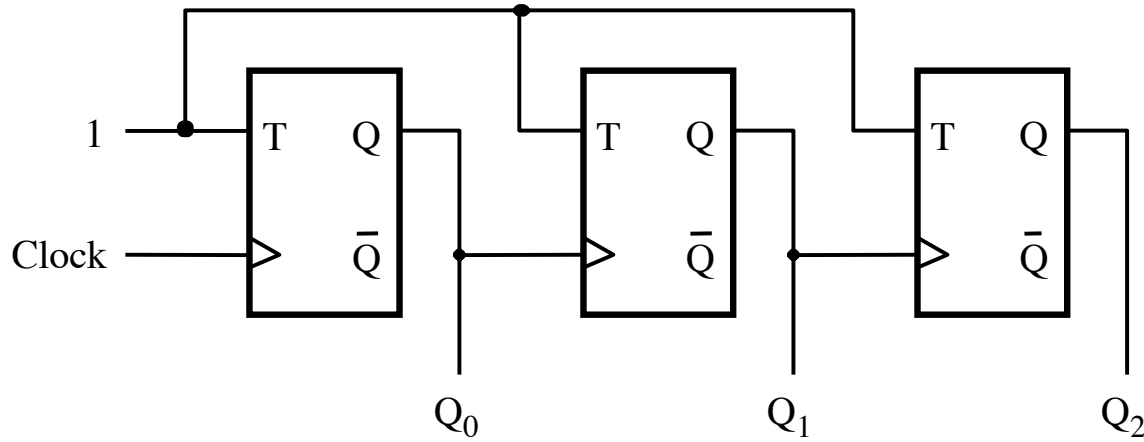 1 T Q T Q T Q
Clock Q̅ Q̅ Q̅
Q₀ Q₁ Q₂